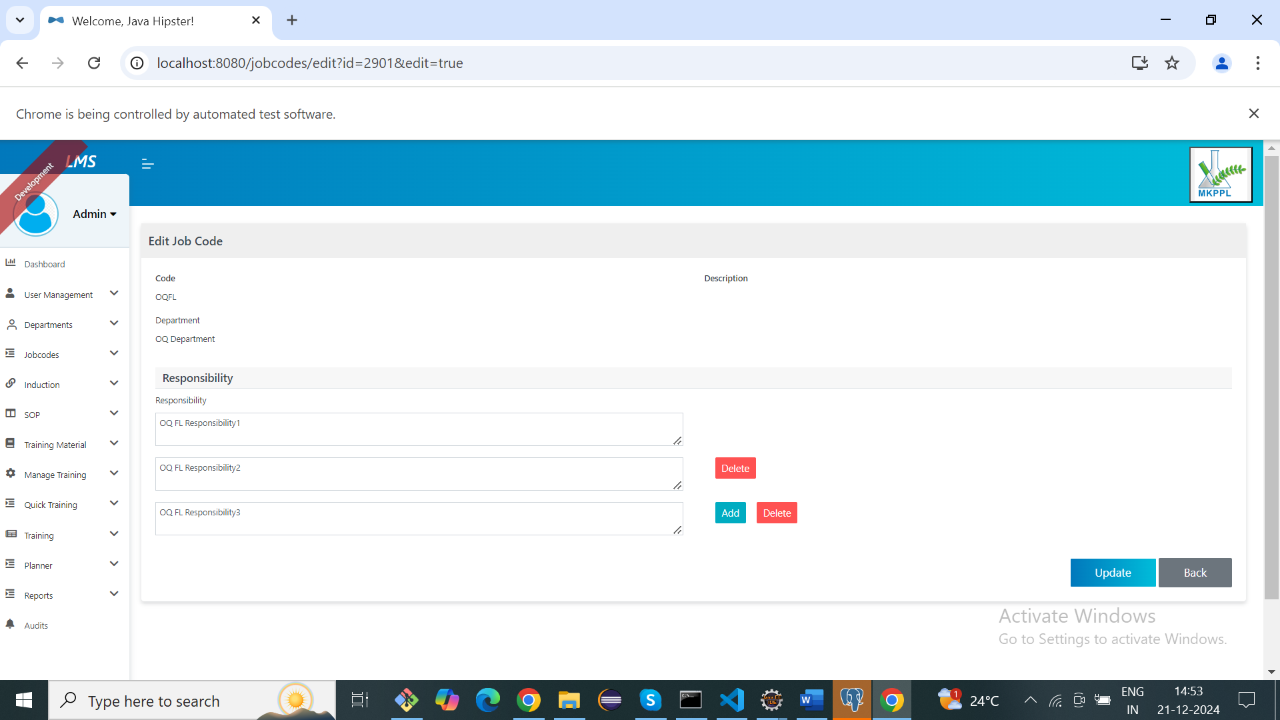 Welcome, Java Hipster!
localhost:8080/jobcodes/edit?id=2901&edit=true
Chrome is being controlled by automated test software.
Development
LMS
MKPPL
Admin
Dashboard
User Management
Departments
Jobcodes
Induction
SOP
Training Material
Manage Training
Quick Training
Training
Planner
Reports
Audits
Edit Job Code
Code
Description
OQFL
Department
OQ Department
Responsibility
Responsibility
OQ FL Responsibility1
OQ FL Responsibility2
Delete
OQ FL Responsibility3
Add
Delete
Update
Back
Activate Windows
Go to Settings to activate Windows.
Type here to search
1
24°C
ENG
IN
14:53
21-12-2024